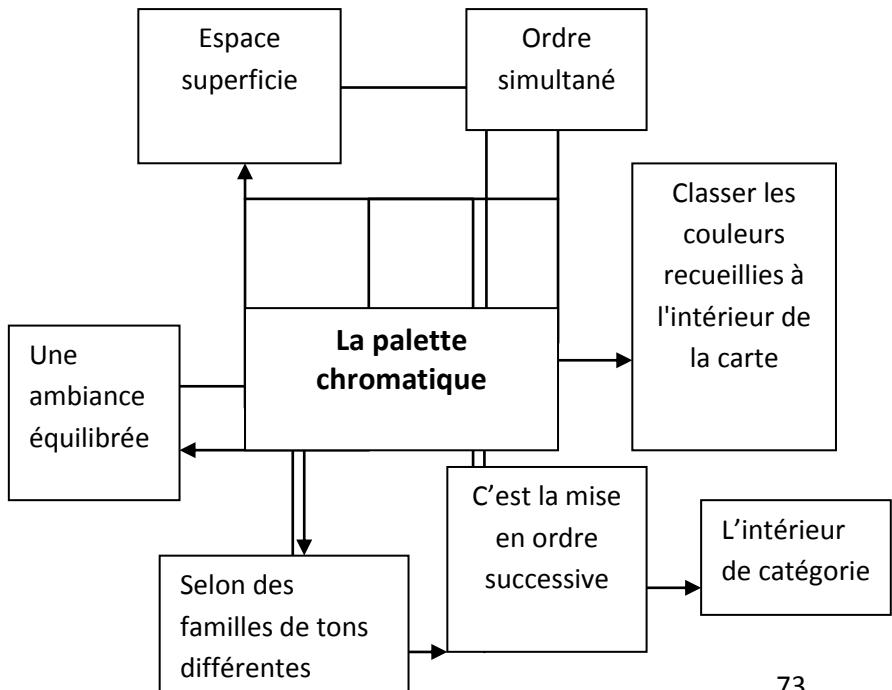 Espace
superficie
Ordre
simultané
Classer les
couleurs
recueillies à
l'intérieur de
la carte
La palette
chromatique
Une
ambiance
équilibrée
C’est la mise
en ordre
successive
L’intérieur
de catégorie
Selon des
familles de tons
différentes
73